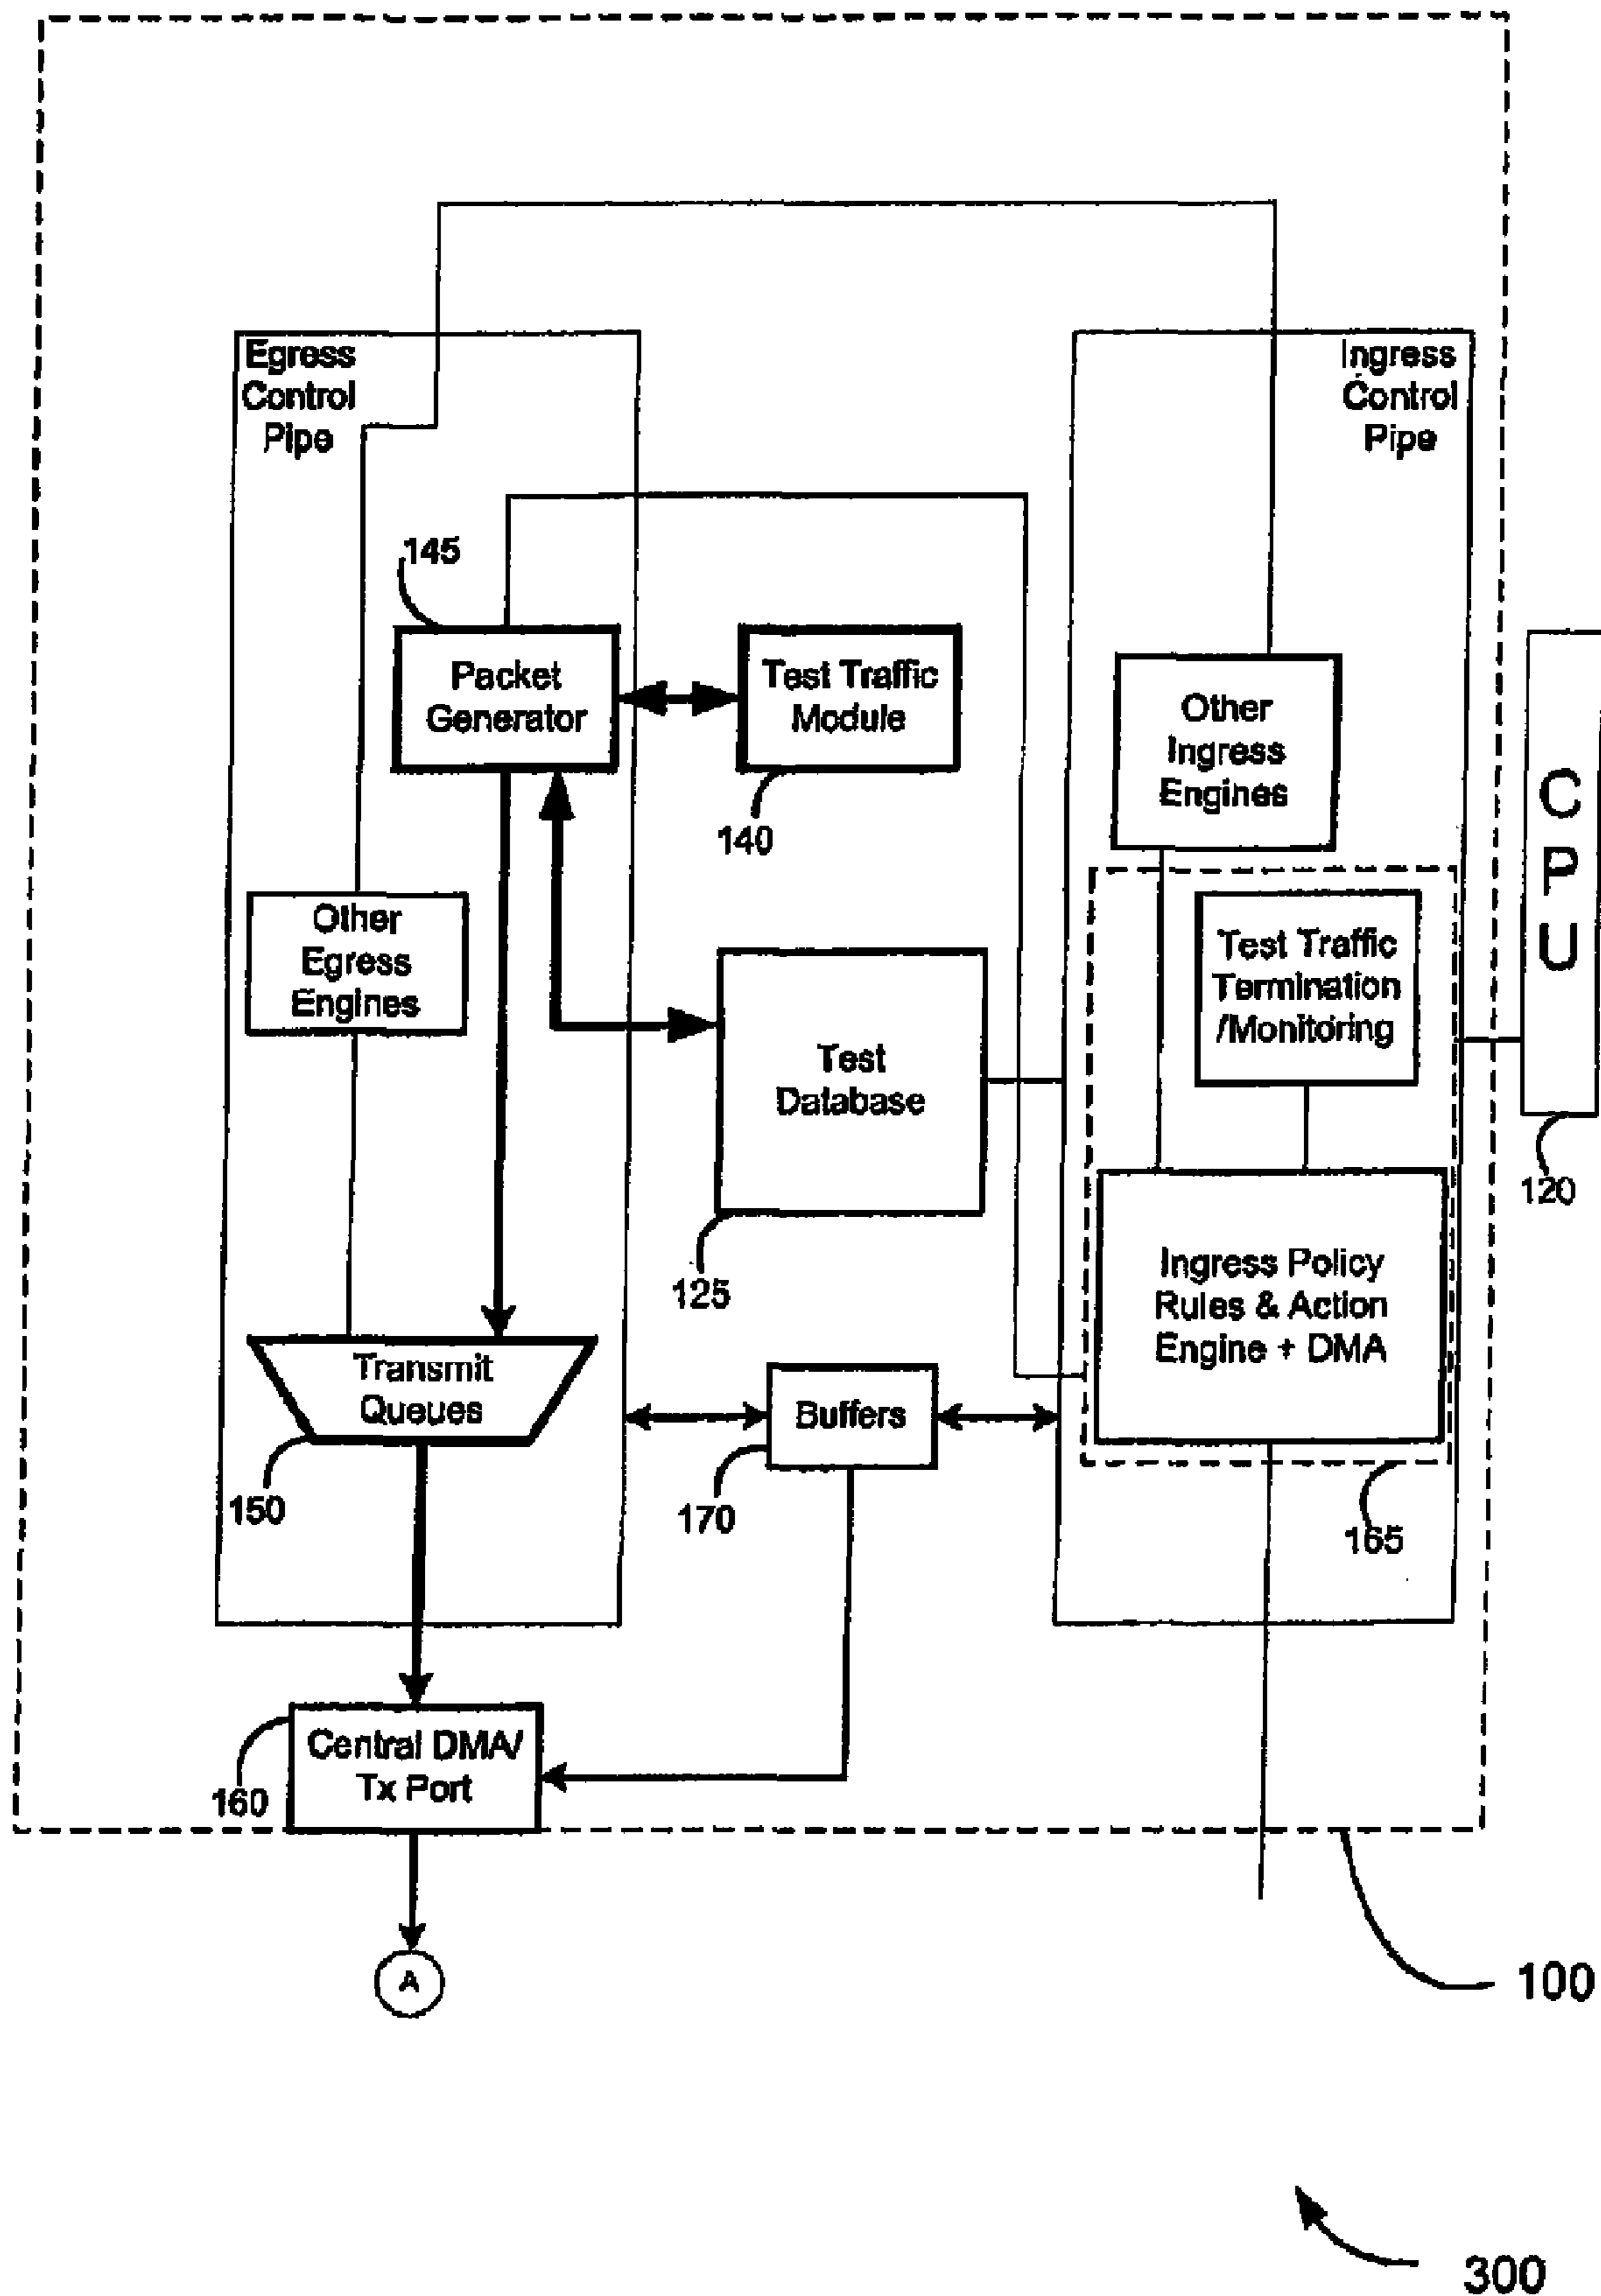 Egress
Control
Pipe
Ingress
Control
Pipe
145
Packet
Generator
Test Traffic
Module
140
Other
Ingress
Engines
C
P
U
120
Other
Egress
Engines
Test Traffic
Termination
/Monitoring
Test
Database
125
Ingress Policy
Rules & Action
Engine + DMA
Transmit
Queues
150
Buffers
170
165
Central DMA/
Tx Port
160
A
100
300